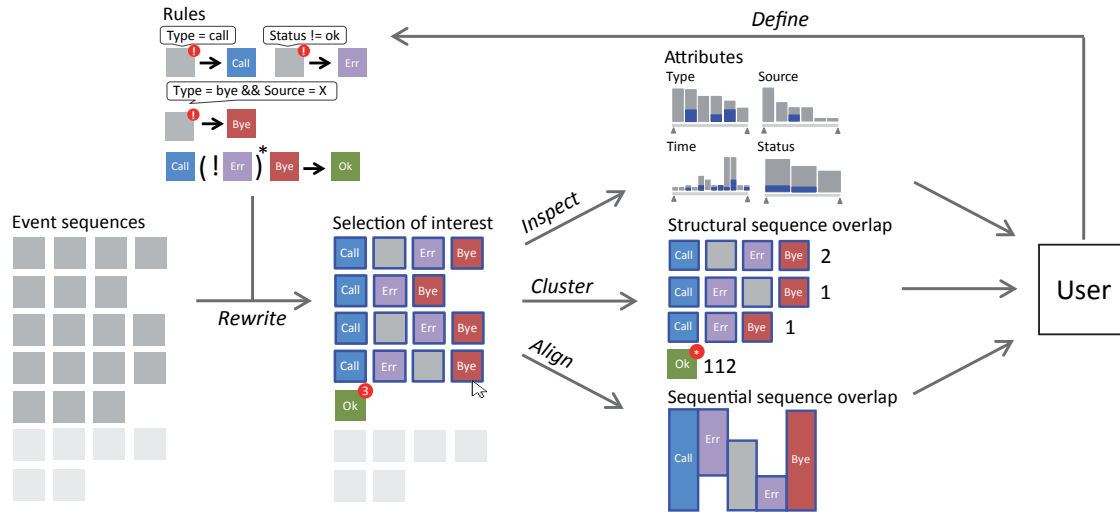 Rules
Define
Type = call
Status != ok
! Call ! Err
Type = bye && Source = X
! Bye
Call ( ! Err ) * Bye Ok
Attributes
Type Source
Time Status
Inspect
Event sequences
Selection of interest
Structural sequence overlap
Call Err Bye
Call Err Bye
Call Err Bye
Call Err Bye
Ok 3
Rewrite
Cluster
Align
Call Err Bye 2
Call Err Bye 1
Call Err Bye 1
Ok * 112
User
Sequential sequence overlap
Call Err Err Bye